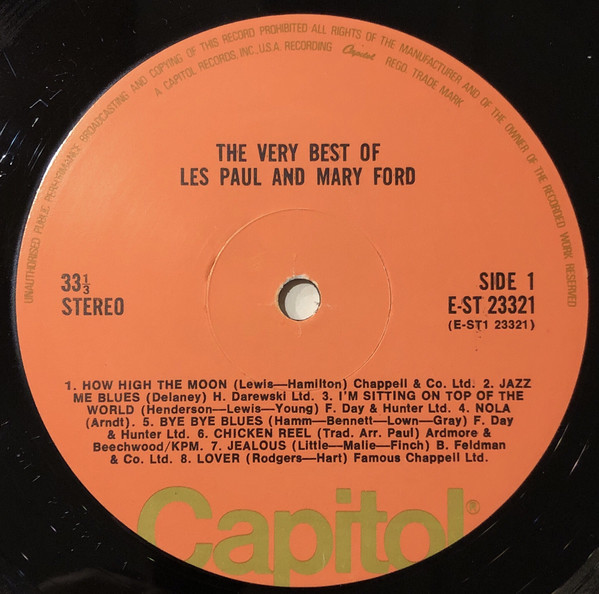 UNAUTHORISED PUBLIC PERFORMANCE BROADCASTING AND COPYING OF THIS RECORD PROHIBITED ALL RIGHTS OF THE MANUFACTURER AND OF THE OWNER OF THE RECORDED WORK RESERVED
A CAPITOL RECORDS, INC., U.S.A. RECORDING Capitol REGD. TRADE MARK
THE VERY BEST OF
LES PAUL AND MARY FORD
33⅓
STEREO
SIDE 1
E-ST 23321
(E-ST1 23321)
1. HOW HIGH THE MOON (Lewis—Hamilton) Chappell & Co. Ltd. 2. JAZZ
ME BLUES (Delaney) H. Darewski Ltd. 3. I'M SITTING ON TOP OF THE
WORLD (Henderson—Lewis—Young) F. Day & Hunter Ltd. 4. NOLA
(Arndt). 5. BYE BYE BLUES (Hamm—Bennett—Lown—Gray) F. Day
& Hunter Ltd. 6. CHICKEN REEL (Trad. Arr. Paul) Ardmore &
Beechwood/KPM. 7. JEALOUS (Little—Malie—Finch) B. Feldman
& Co. Ltd. 8. LOVER (Rodgers—Hart) Famous Chappell Ltd.
Capitol®